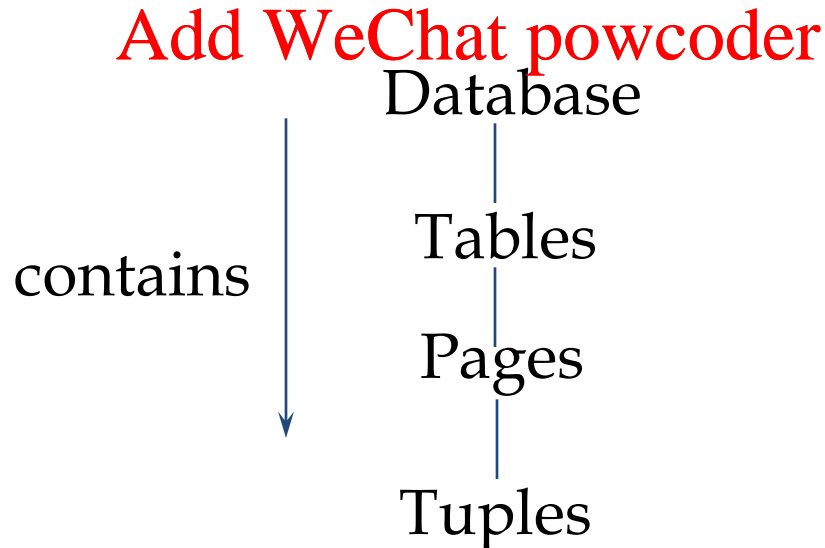 Add WeChat powcoder
Database
Tables
contains
Pages
Tuples